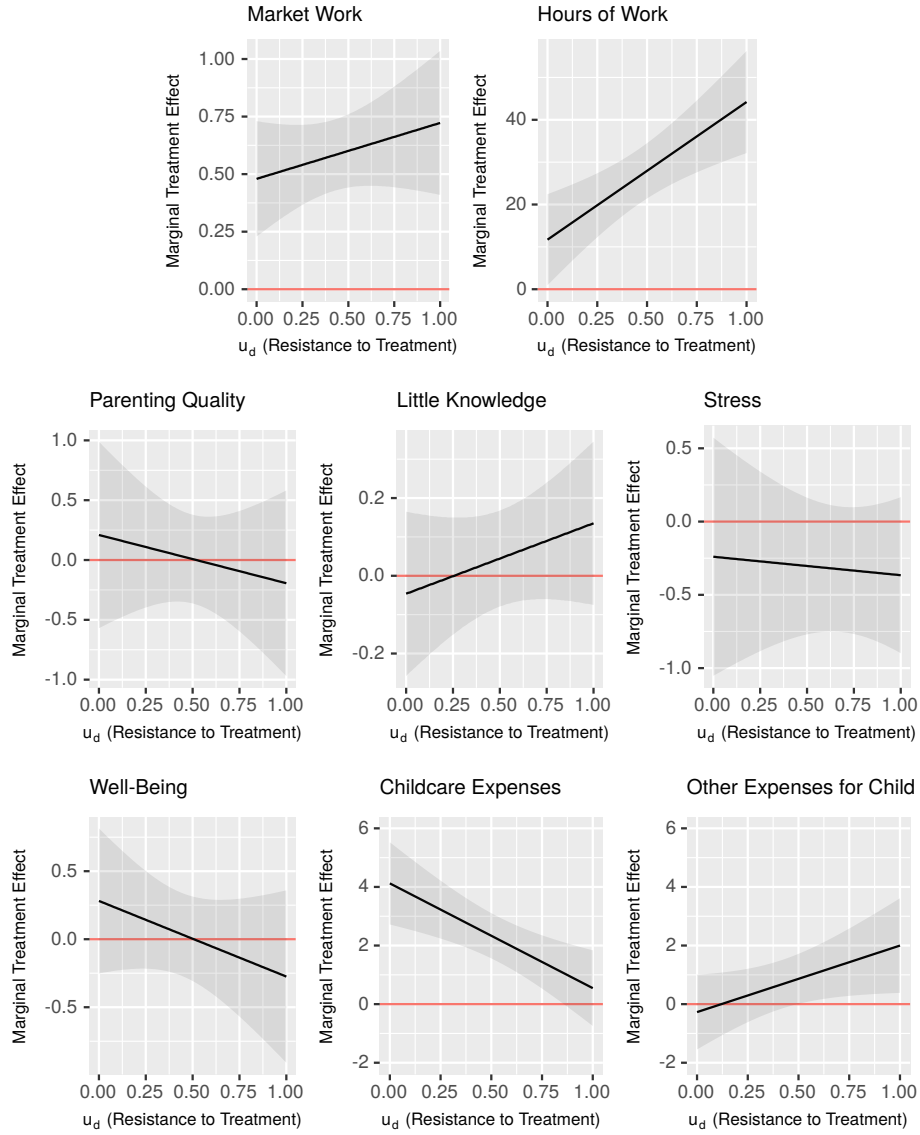 Market Work
Hours of Work
Marginal Treatment Effect
1.00
0.75
0.50
0.25
0.00
0.00 0.25 0.50 0.75 1.00
u_d (Resistance to Treatment)
Marginal Treatment Effect
40
20
0
0.00 0.25 0.50 0.75 1.00
u_d (Resistance to Treatment)
Parenting Quality
Little Knowledge
Stress
Marginal Treatment Effect
1.0
0.5
0.0
-0.5
-1.0
0.00 0.25 0.50 0.75 1.00
u_d (Resistance to Treatment)
Marginal Treatment Effect
0.2
0.0
-0.2
0.00 0.25 0.50 0.75 1.00
u_d (Resistance to Treatment)
Marginal Treatment Effect
0.5
0.0
-0.5
-1.0
0.00 0.25 0.50 0.75 1.00
u_d (Resistance to Treatment)
Well-Being
Childcare Expenses
Other Expenses for Child
Marginal Treatment Effect
0.5
0.0
-0.5
0.00 0.25 0.50 0.75 1.00
u_d (Resistance to Treatment)
Marginal Treatment Effect
6
4
2
0
-2
0.00 0.25 0.50 0.75 1.00
u_d (Resistance to Treatment)
Marginal Treatment Effect
6
4
2
0
-2
0.00 0.25 0.50 0.75 1.00
u_d (Resistance to Treatment)